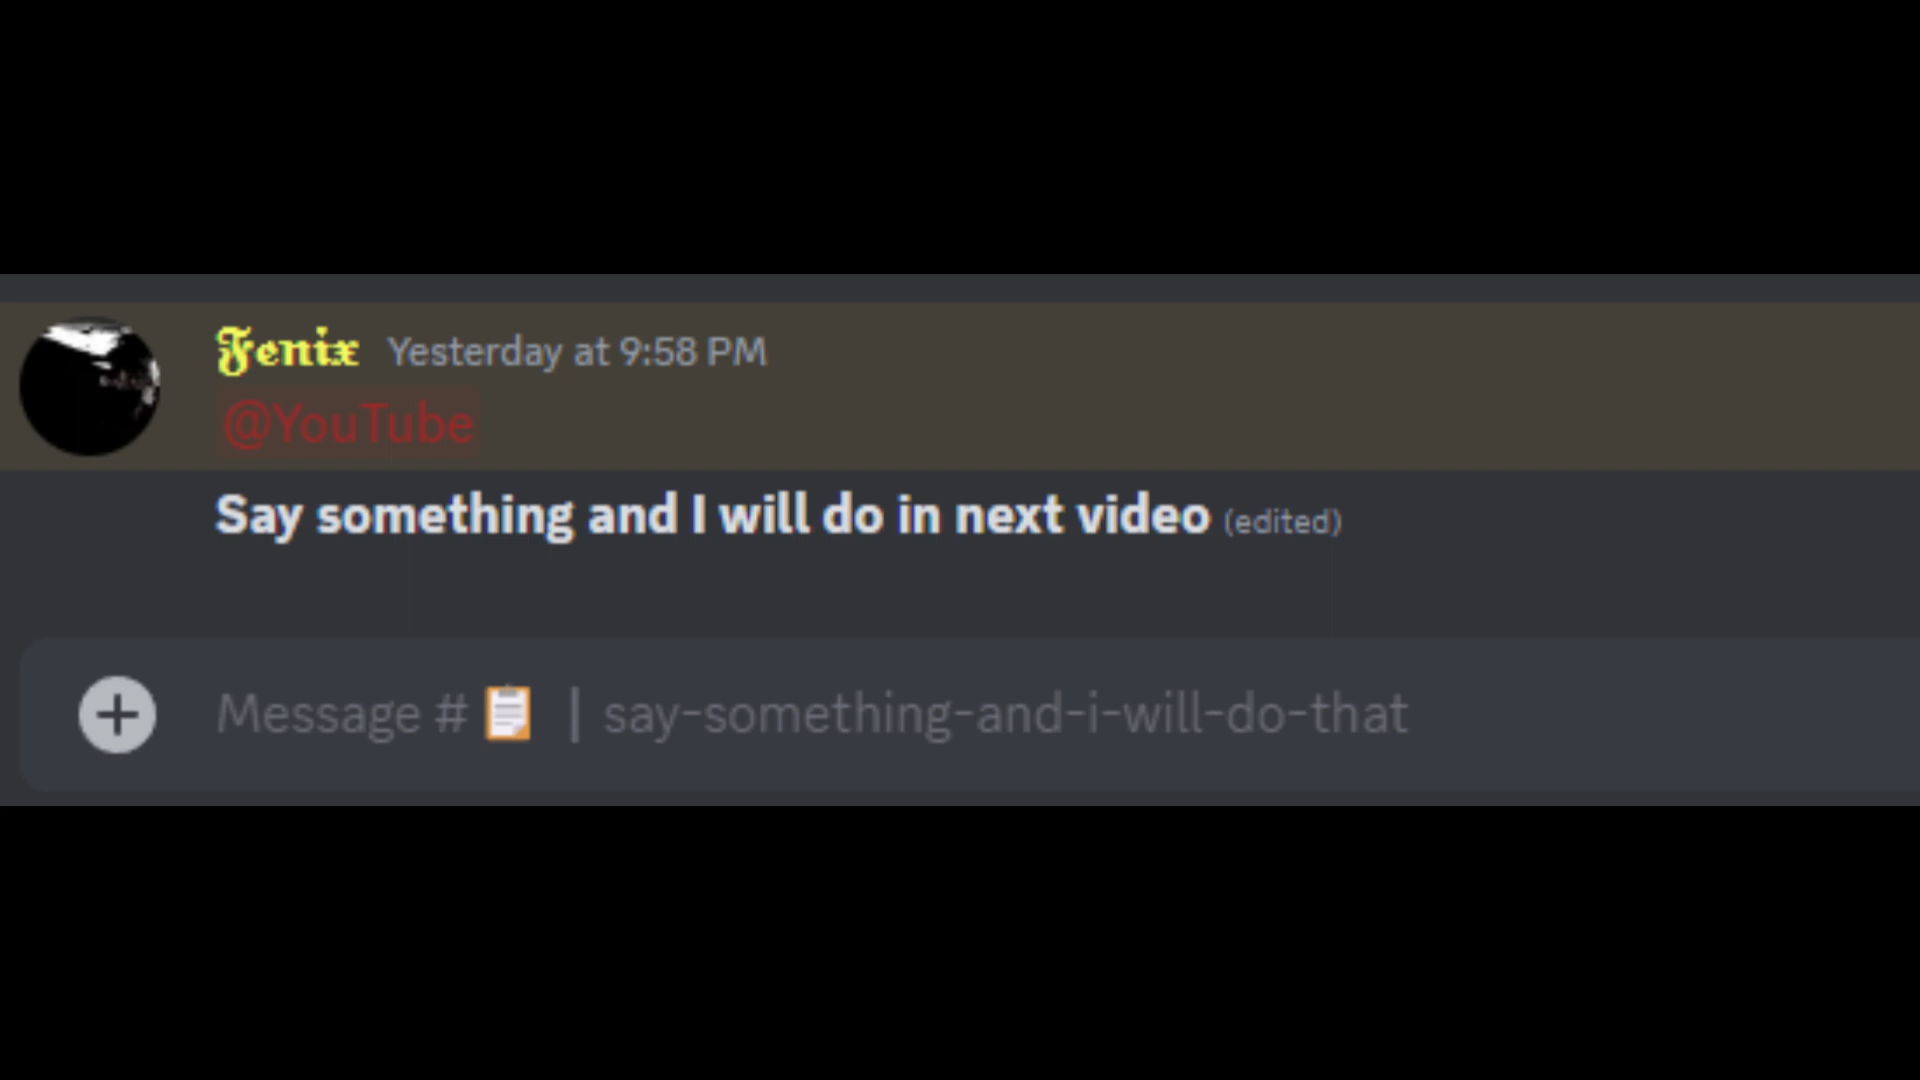 𝕱𝖊𝖓𝖎𝖝 Yesterday at 9:58 PM
@YouTube
Say something and I will do in next video (edited)
Message #📋 | say-something-and-i-will-do-that